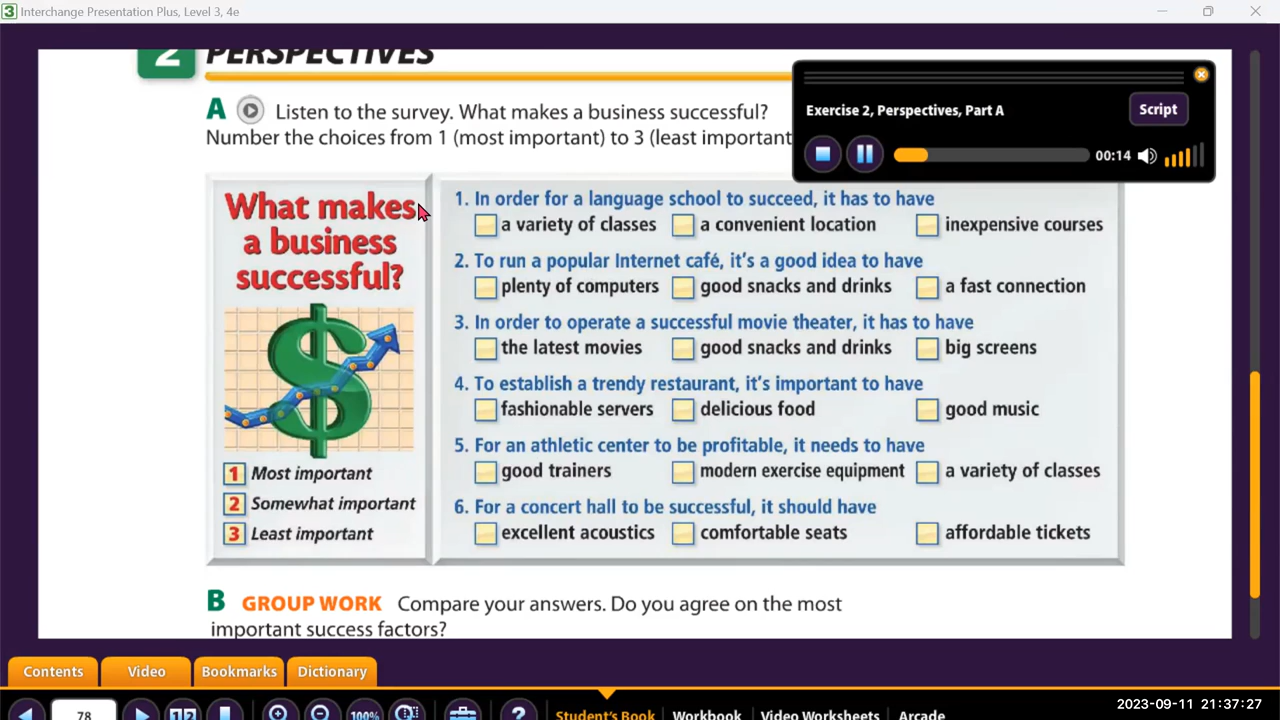 Interchange Presentation Plus, Level 3, 4e
2 PERSPECTIVES
A Listen to the survey. What makes a business successful?
Number the choices from 1 (most important) to 3 (least important
Exercise 2, Perspectives, Part A
Script
00:14
What makes
a business
successful?
1 Most important
2 Somewhat important
3 Least important
1. In order for a language school to succeed, it has to have
a variety of classes a convenient location inexpensive courses
2. To run a popular Internet café, it's a good idea to have
plenty of computers good snacks and drinks a fast connection
3. In order to operate a successful movie theater, it has to have
the latest movies good snacks and drinks big screens
4. To establish a trendy restaurant, it's important to have
fashionable servers delicious food good music
5. For an athletic center to be profitable, it needs to have
good trainers modern exercise equipment a variety of classes
6. For a concert hall to be successful, it should have
excellent acoustics comfortable seats affordable tickets
B GROUP WORK Compare your answers. Do you agree on the most
important success factors?
Contents Video Bookmarks Dictionary
78 1 2 100% ? Student's Book Workbook Video Worksheets Arcade
2023-09-11 21:37:27